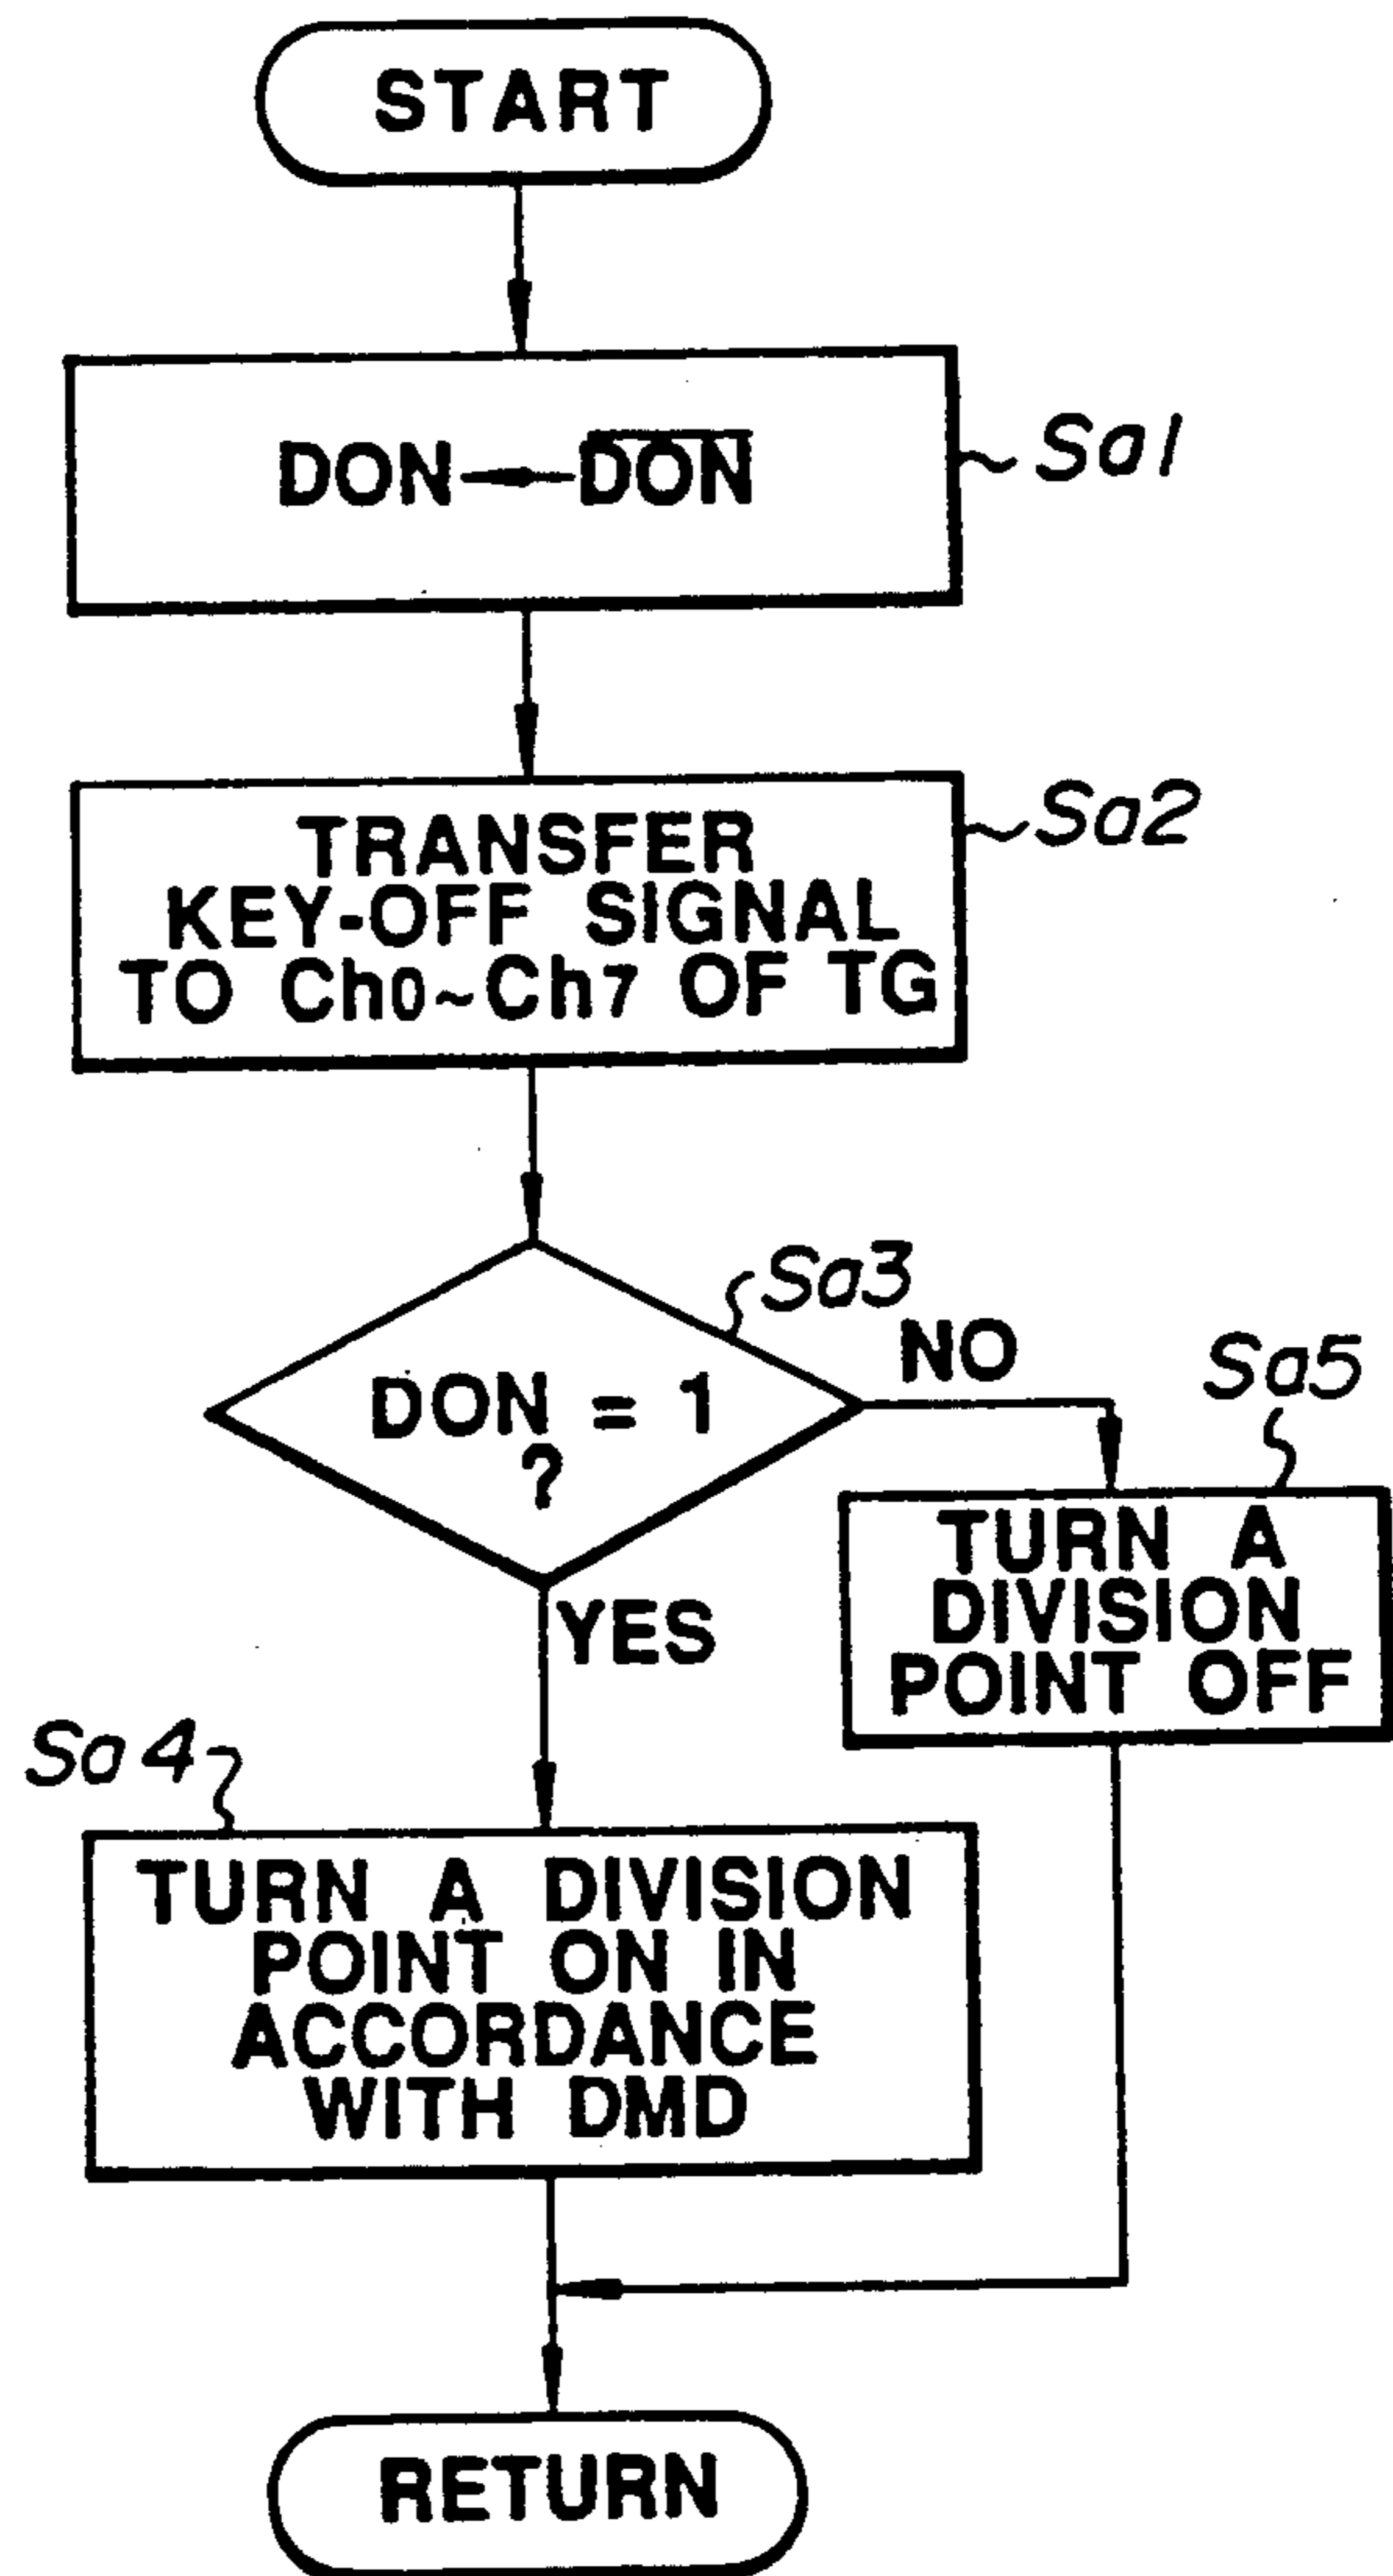 START
DON ← D̅O̅N̅
Sa1
TRANSFER
KEY-OFF SIGNAL
TO Ch0~Ch7 OF TG
Sa2
Sa3
DON = 1
?
NO
YES
Sa5
TURN A
DIVISION
POINT OFF
Sa4
TURN A DIVISION
POINT ON IN
ACCORDANCE
WITH DMD
RETURN